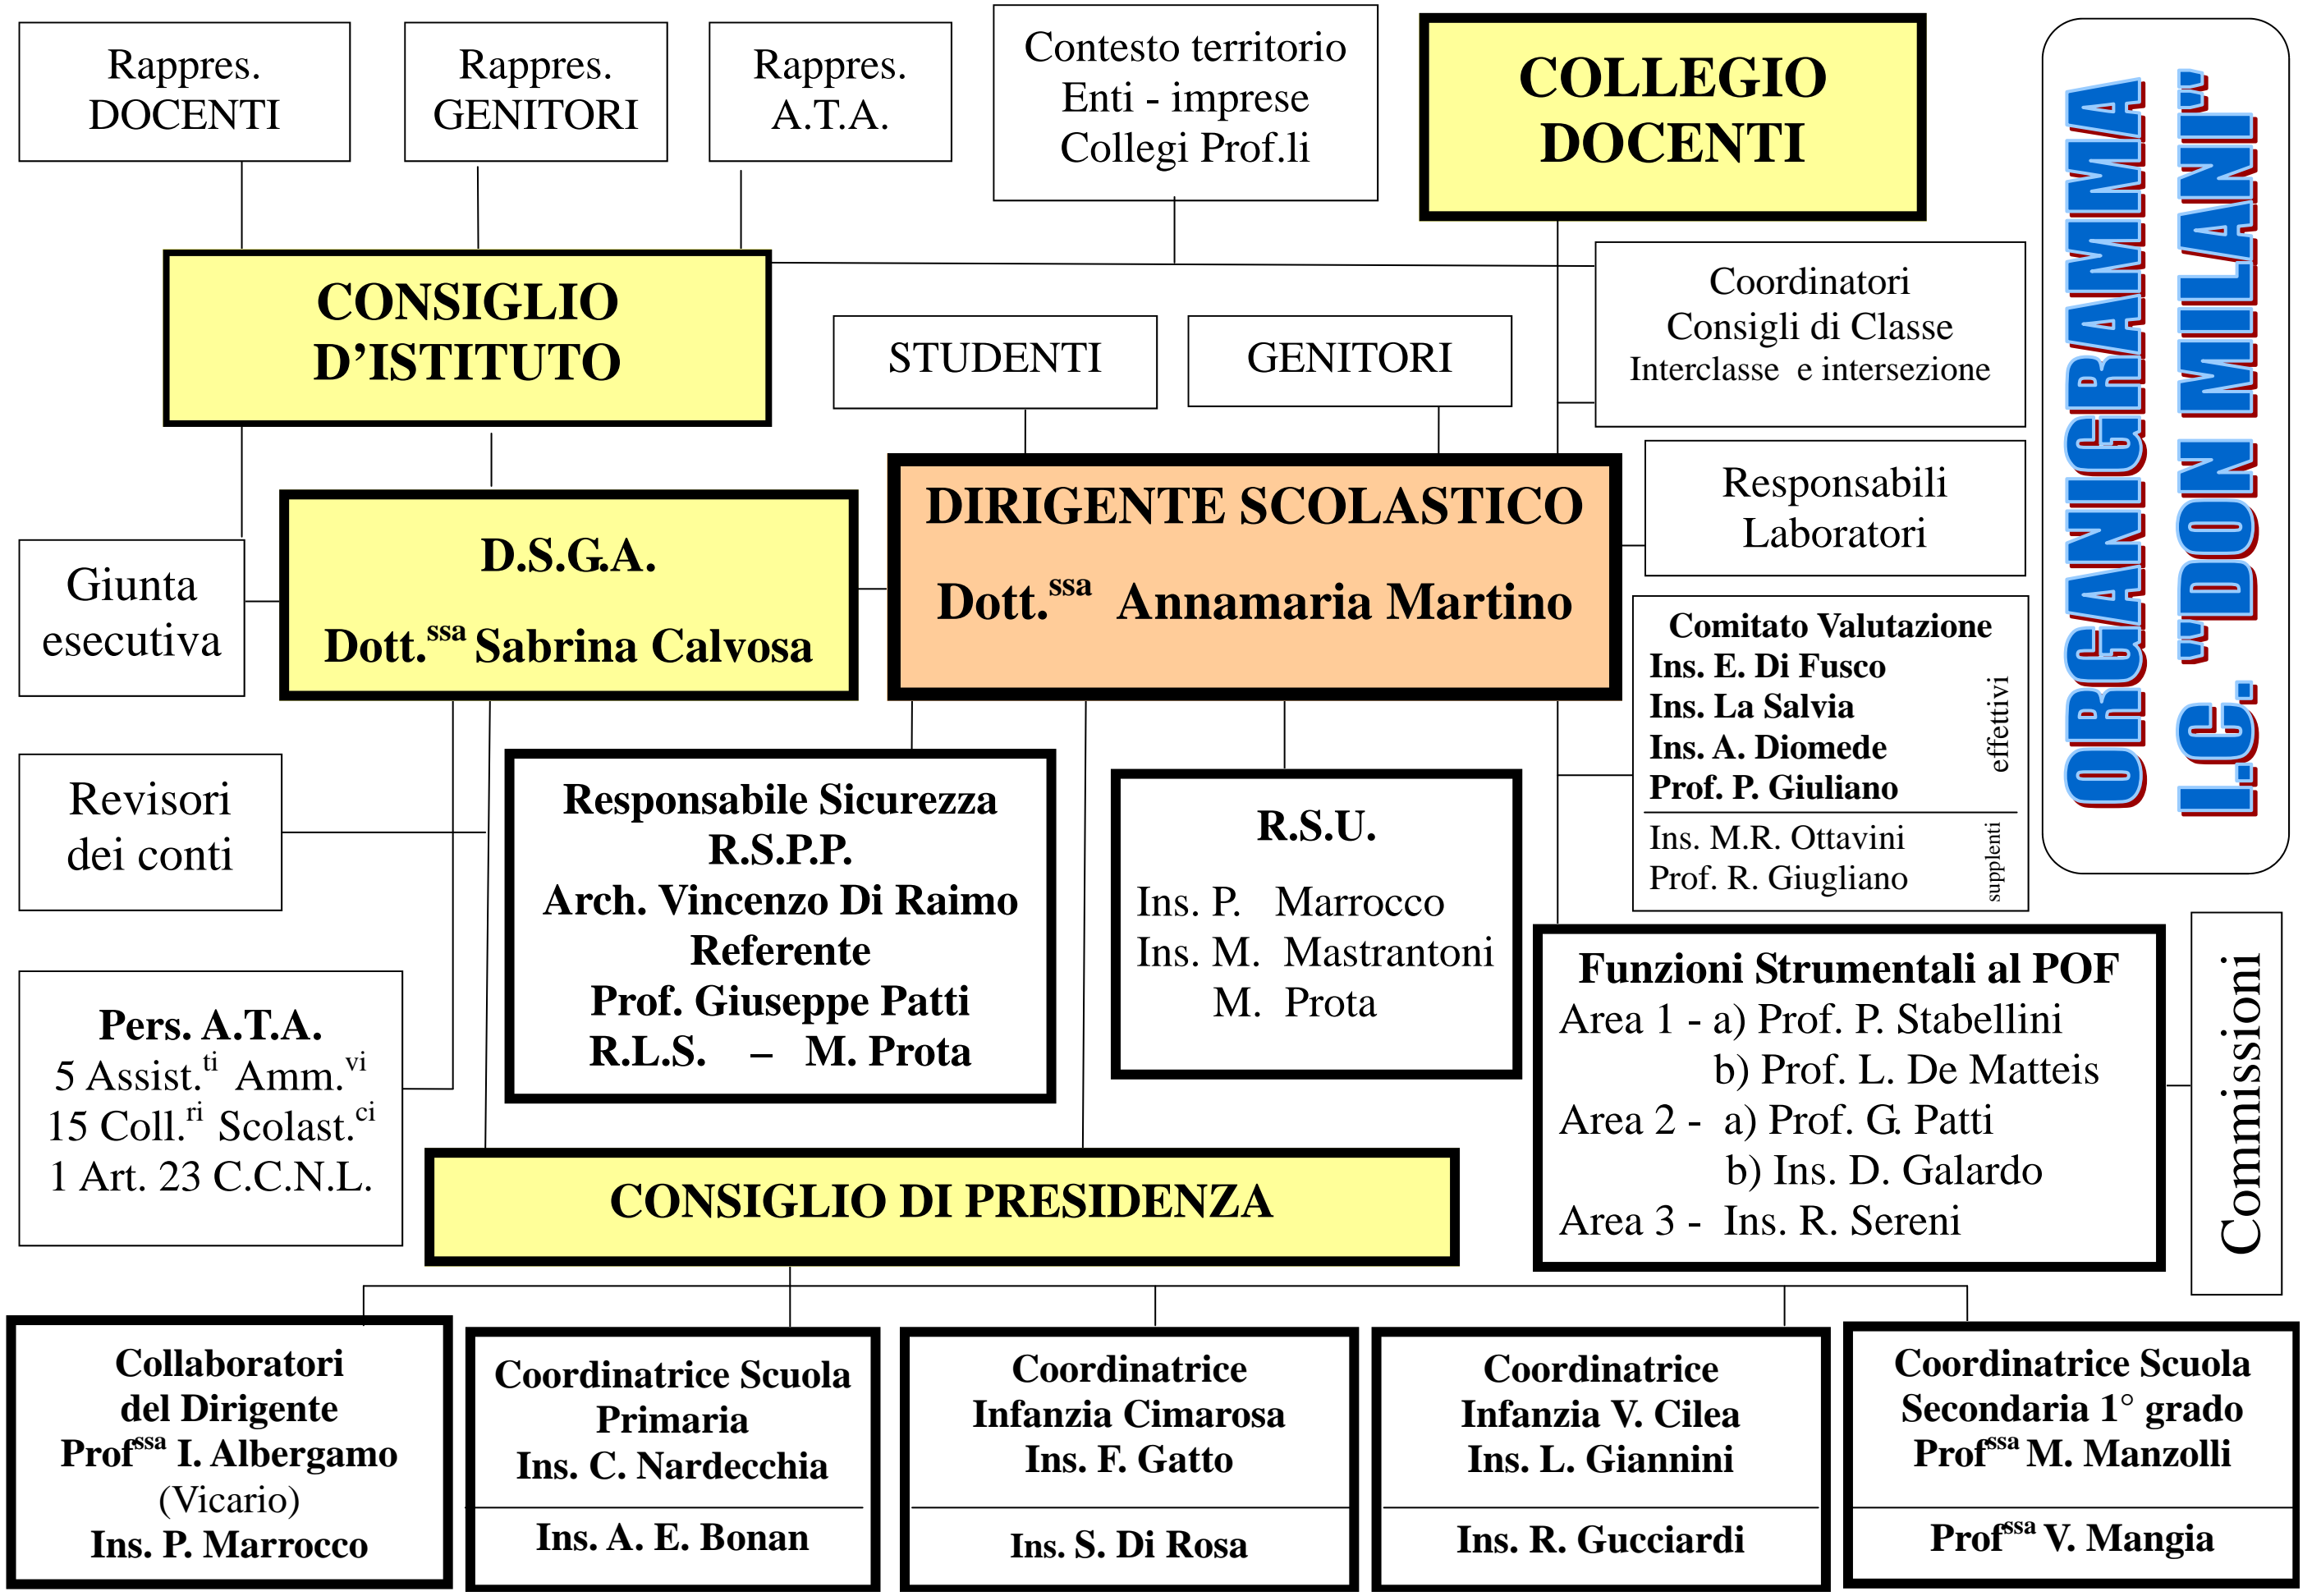 Rappres.
DOCENTI
Rappres.
GENITORI
Rappres.
A.T.A.
Contesto territorio
Enti - imprese
Collegi Prof.li
COLLEGIO
DOCENTI
ORGANIGRAMMA
I.C. "DON MILANI"
CONSIGLIO
D’ISTITUTO
STUDENTI
GENITORI
Coordinatori
Consigli di Classe
Interclasse e intersezione
Giunta
esecutiva
D.S.G.A.
Dott.ssa Sabrina Calvosa
DIRIGENTE SCOLASTICO
Dott.ssa Annamaria Martino
Responsabili
Laboratori
Comitato Valutazione
Ins. E. Di Fusco
Ins. La Salvia
Ins. A. Diomede
Prof. P. Giuliano
effettivi
Ins. M.R. Ottavini
Prof. R. Giugliano
supplenti
Revisori
dei conti
Responsabile Sicurezza
R.S.P.P.
Arch. Vincenzo Di Raimo
Referente
Prof. Giuseppe Patti
R.L.S. – M. Prota
R.S.U.
Ins. P. Marrocco
Ins. M. Mastrantoni
M. Prota
Funzioni Strumentali al POF
Area 1 - a) Prof. P. Stabellini
b) Prof. L. De Matteis
Area 2 - a) Prof. G. Patti
b) Ins. D. Galardo
Area 3 - Ins. R. Sereni
Commissioni
Pers. A.T.A.
5 Assist.ti Amm.vi
15 Coll.ri Scolast.ci
1 Art. 23 C.C.N.L.
CONSIGLIO DI PRESIDENZA
Collaboratori
del Dirigente
Profssa I. Albergamo
(Vicario)
Ins. P. Marrocco
Coordinatrice Scuola
Primaria
Ins. C. Nardecchia
Ins. A. E. Bonan
Coordinatrice
Infanzia Cimarosa
Ins. F. Gatto
Ins. S. Di Rosa
Coordinatrice
Infanzia V. Cilea
Ins. L. Giannini
Ins. R. Gucciardi
Coordinatrice Scuola
Secondaria 1° grado
Profssa M. Manzolli
Profssa V. Mangia